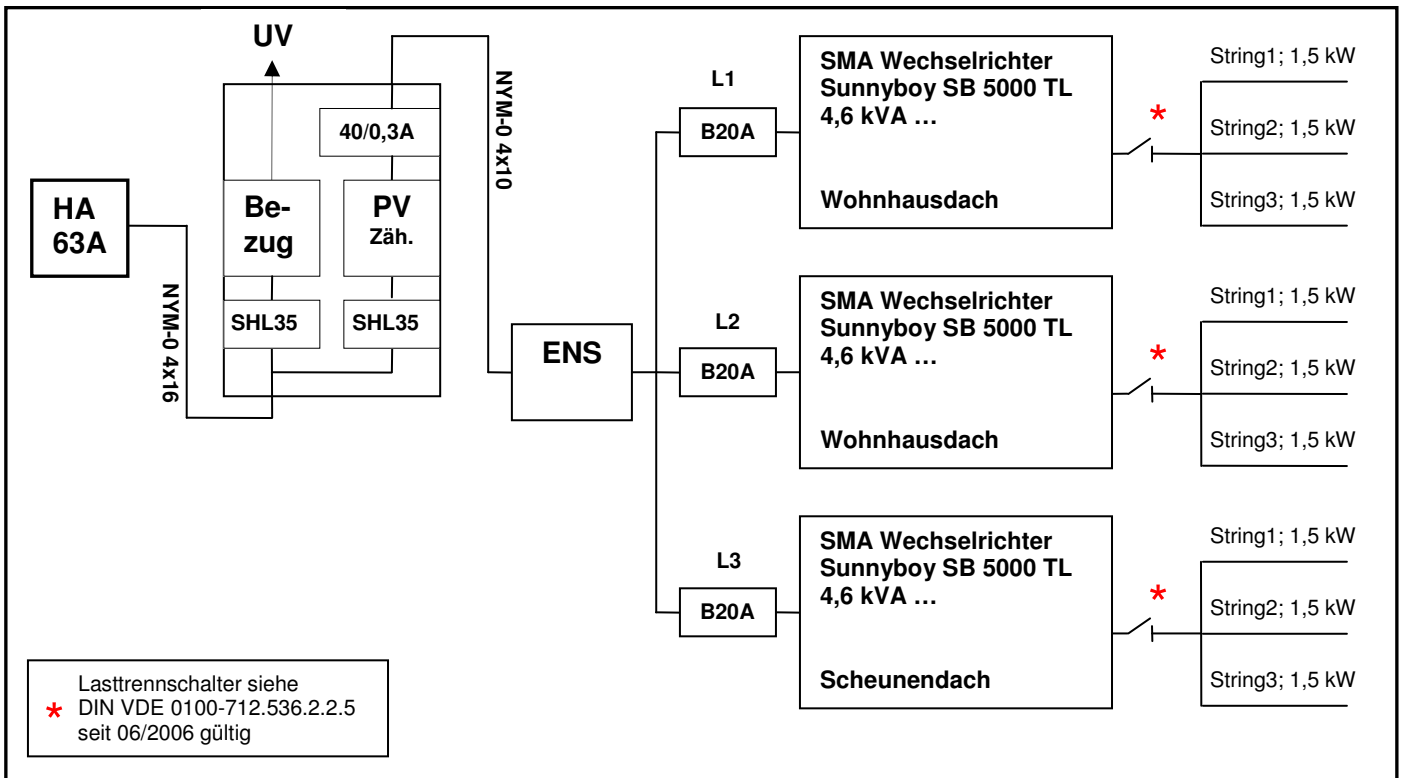 UV
40/0,3A
Be-
zug
PV
Zäh.
SHL35
SHL35
HA
63A
NYM-0 4x16
NYM-0 4x10
ENS
L1
B20A
SMA Wechselrichter
Sunnyboy SB 5000 TL
4,6 kVA …
Wohnhausdach
*
String1; 1,5 kW
String2; 1,5 kW
String3; 1,5 kW
L2
B20A
SMA Wechselrichter
Sunnyboy SB 5000 TL
4,6 kVA …
Wohnhausdach
*
String1; 1,5 kW
String2; 1,5 kW
String3; 1,5 kW
L3
B20A
SMA Wechselrichter
Sunnyboy SB 5000 TL
4,6 kVA …
Scheunendach
*
String1; 1,5 kW
String2; 1,5 kW
String3; 1,5 kW
Lasttrennschalter siehe
* DIN VDE 0100-712.536.2.2.5
seit 06/2006 gültig